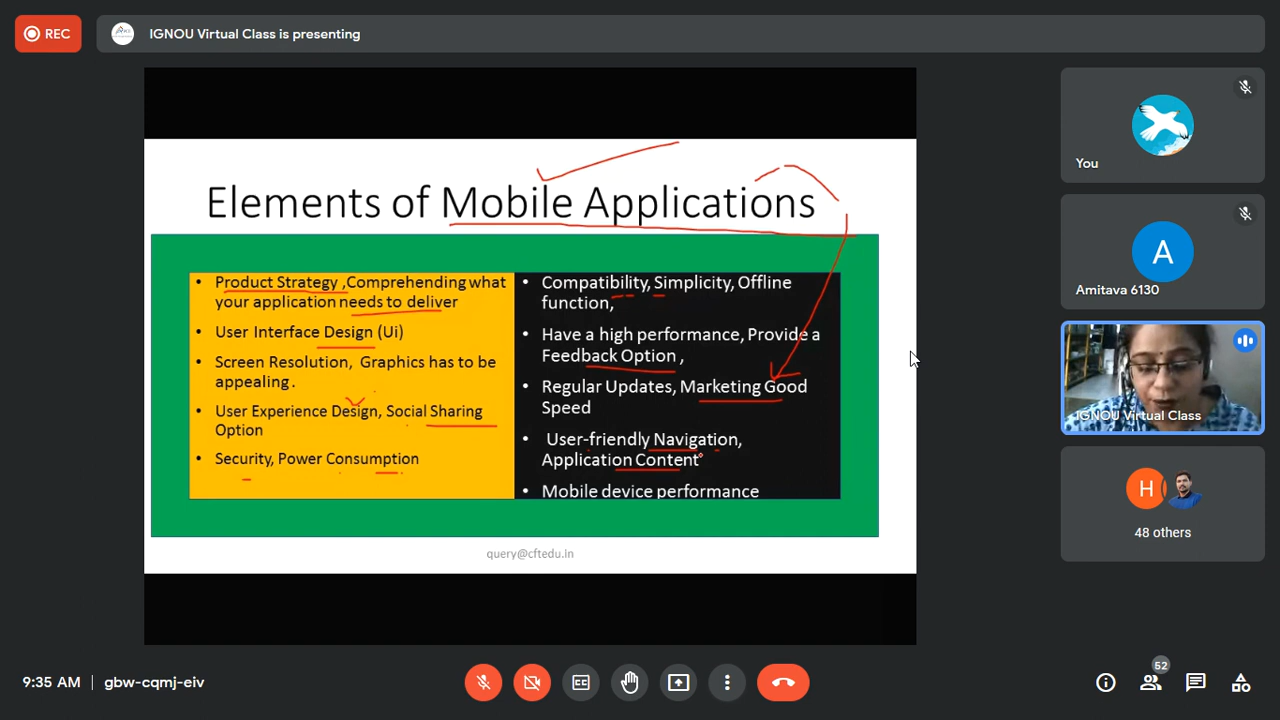 REC
IGNOU Virtual Class is presenting
Elements of Mobile Applications
• Product Strategy ,Comprehending what
your application needs to deliver
• User Interface Design (Ui)
• Screen Resolution, Graphics has to be
appealing.
• User Experience Design, Social Sharing
Option
• Security, Power Consumption
• Compatibility, Simplicity, Offline
function,
• Have a high performance, Provide a
Feedback Option ,
• Regular Updates, Marketing Good
Speed
• User-friendly Navigation,
Application Content
• Mobile device performance
query@cftedu.in
You
A
Amitava 6130
IGNOU Virtual Class
H
48 others
9:35 AM | gbw-cqmj-eiv
CC
52